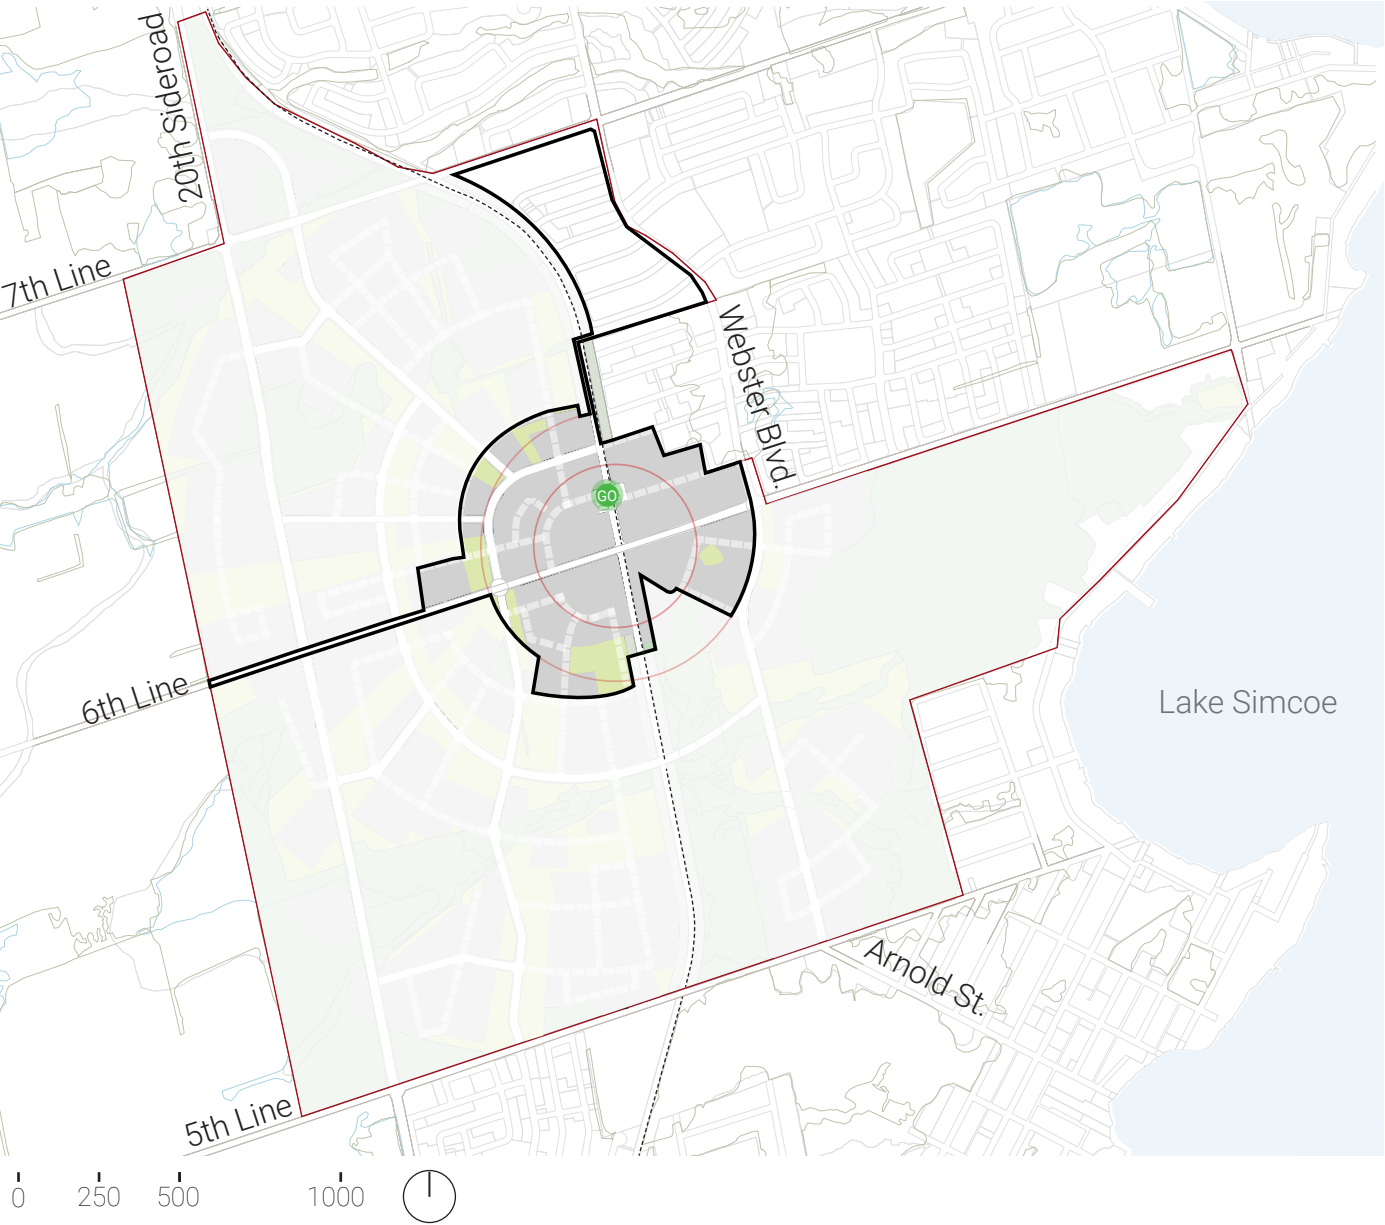 20th Sideroad
7th Line
Webster Blvd.
GO
6th Line
Lake Simcoe
Arnold St.
5th Line
0 250 500 1000